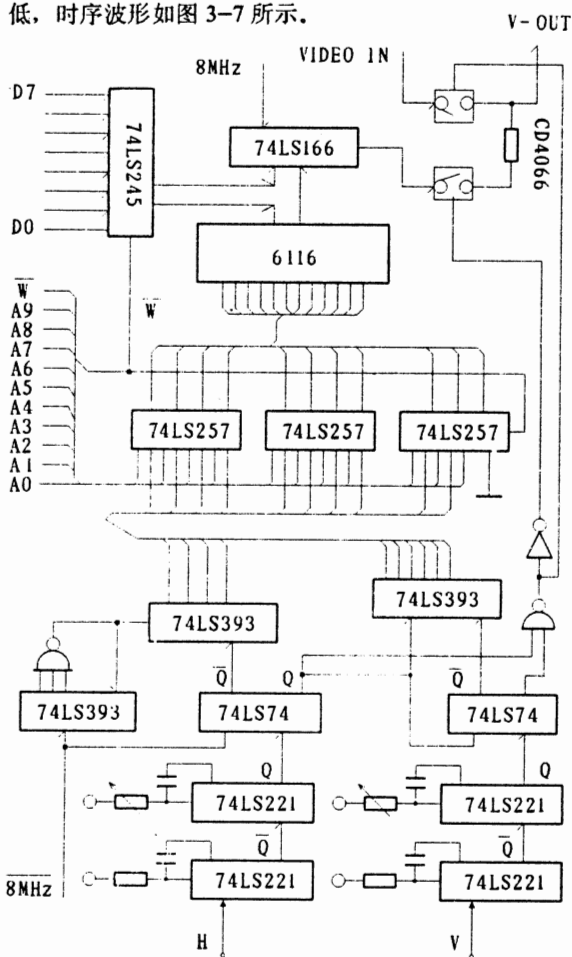 低，时序波形如图 3-7 所示．
V-OUT
VIDEO IN
8MHz
D7
74LS245
74LS166
CD4066
D0
6116
W̅
W̅
A9
A8
A7
A6
A5
A4
A3
A2
A1
A0
74LS257
74LS257
74LS257
74LS393
74LS393
Q̅
Q
Q̅
74LS393
74LS74
74LS74
Q
Q
74LS221
74LS221
Q̅
Q̅
74LS221
74LS221
8MHz
H
V